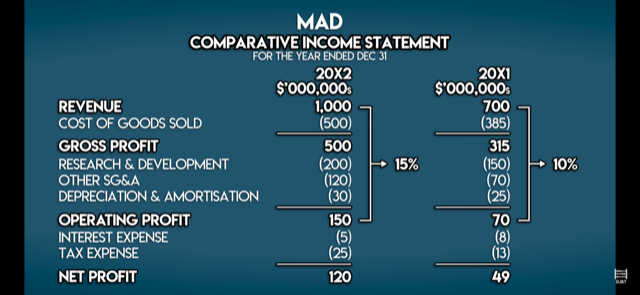 MAD
COMPARATIVE INCOME STATEMENT
FOR THE YEAR ENDED DEC 31
20X2 20X1
$'000,000s $'000,000s
REVENUE 1,000 700
COST OF GOODS SOLD (500) (385)
GROSS PROFIT 500 315
RESEARCH & DEVELOPMENT (200) 15% (150) 10%
OTHER SG&A (120) (70)
DEPRECIATION & AMORTISATION (30) (25)
OPERATING PROFIT 150 70
INTEREST EXPENSE (5) (8)
TAX EXPENSE (25) (13)
NET PROFIT 120 49